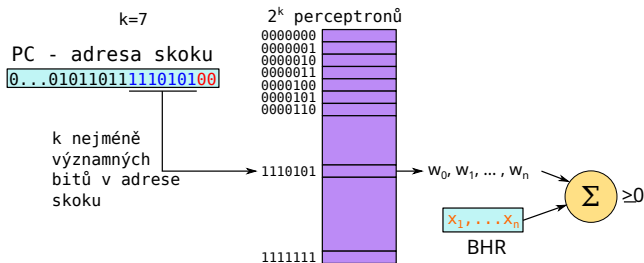 k=7
PC - adresa skoku
0...01011011111010100
k nejméně
významných
bitů v adrese
skoku
2^k perceptronů
0000000
0000001
0000010
0000011
0000100
0000101
0000110
1110101
1111111
w₀, w₁, ... , wₙ
x₁,...xₙ
BHR
Σ
≥0